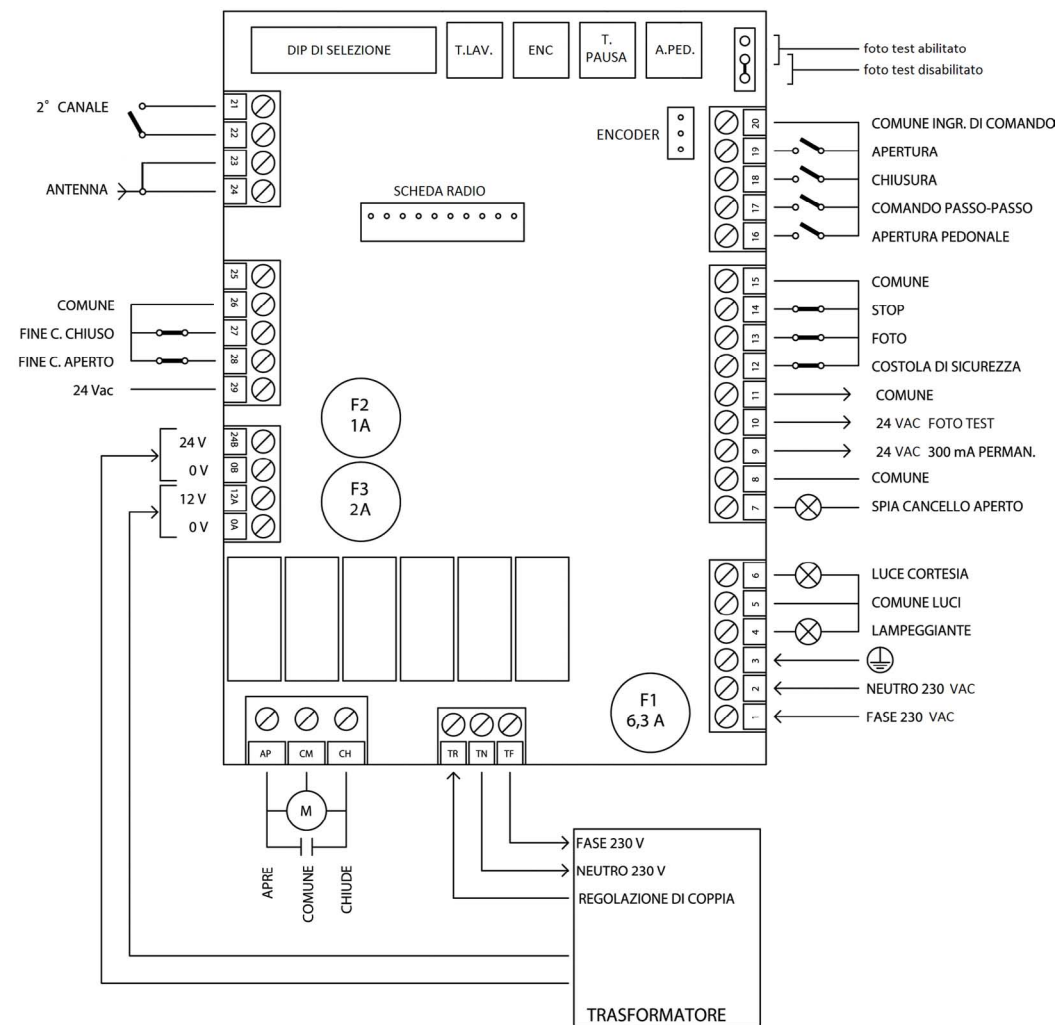 DIP DI SELEZIONE
T.LAV.
ENC
T.
PAUSA
A.PED.
foto test abilitato
foto test disabilitato
2° CANALE
21
22
23
24
ANTENNA
ENCODER
SCHEDA RADIO
20
19
18
17
16
COMUNE INGR. DI COMANDO
APERTURA
CHIUSURA
COMANDO PASSO-PASSO
APERTURA PEDONALE
25
26
27
28
29
COMUNE
FINE C. CHIUSO
FINE C. APERTO
24 Vac
15
14
13
12
11
10
9
8
7
COMUNE
STOP
FOTO
COSTOLA DI SICUREZZA
COMUNE
24 VAC FOTO TEST
24 VAC 300 mA PERMAN.
COMUNE
SPIA CANCELLO APERTO
F2
1A
F3
2A
24 V
0 V
12 V
0 V
24B
0B
12A
0A
6
5
4
3
2
1
LUCE CORTESIA
COMUNE LUCI
LAMPEGGIANTE
NEUTRO 230 VAC
FASE 230 VAC
F1
6,3 A
AP
CM
CH
TR
TN
TF
M
APRE
COMUNE
CHIUDE
FASE 230 V
NEUTRO 230 V
REGOLAZIONE DI COPPIA
TRASFORMATORE